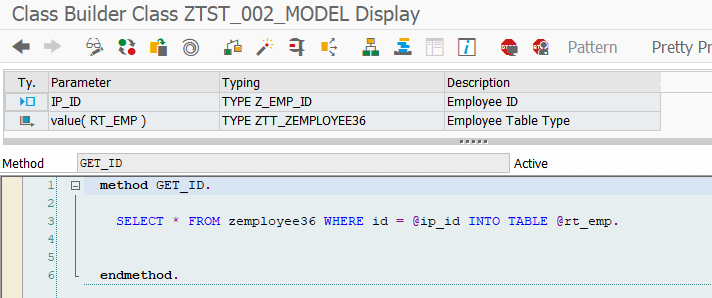 Class Builder Class ZTST_002_MODEL Display
Pattern Pretty Pr
Ty. Parameter Typing Description
IP_ID TYPE Z_EMP_ID Employee ID
value( RT_EMP ) TYPE ZTT_ZEMPLOYEE36 Employee Table Type
Method GET_ID Active
1 method GET_ID.
2
3 SELECT * FROM zemployee36 WHERE id = @ip_id INTO TABLE @rt_emp.
4
5
6 endmethod.